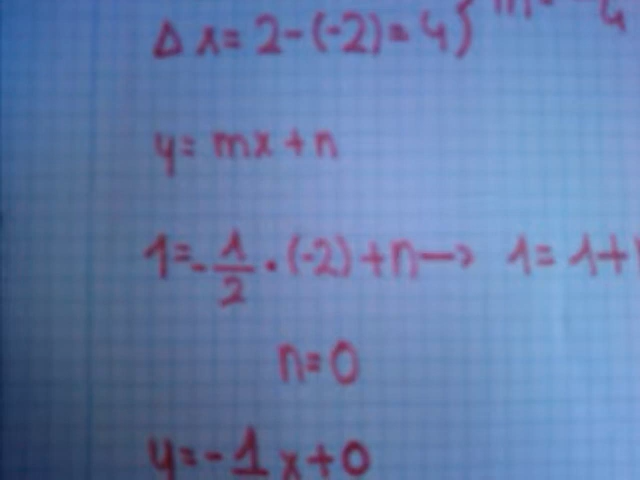 Δx = 2 - (-2) = 4} m =
y = mx + n
1 = - 1/2 · (-2) + n → 1 = 1 +
n = 0
y = - 1 x + 0